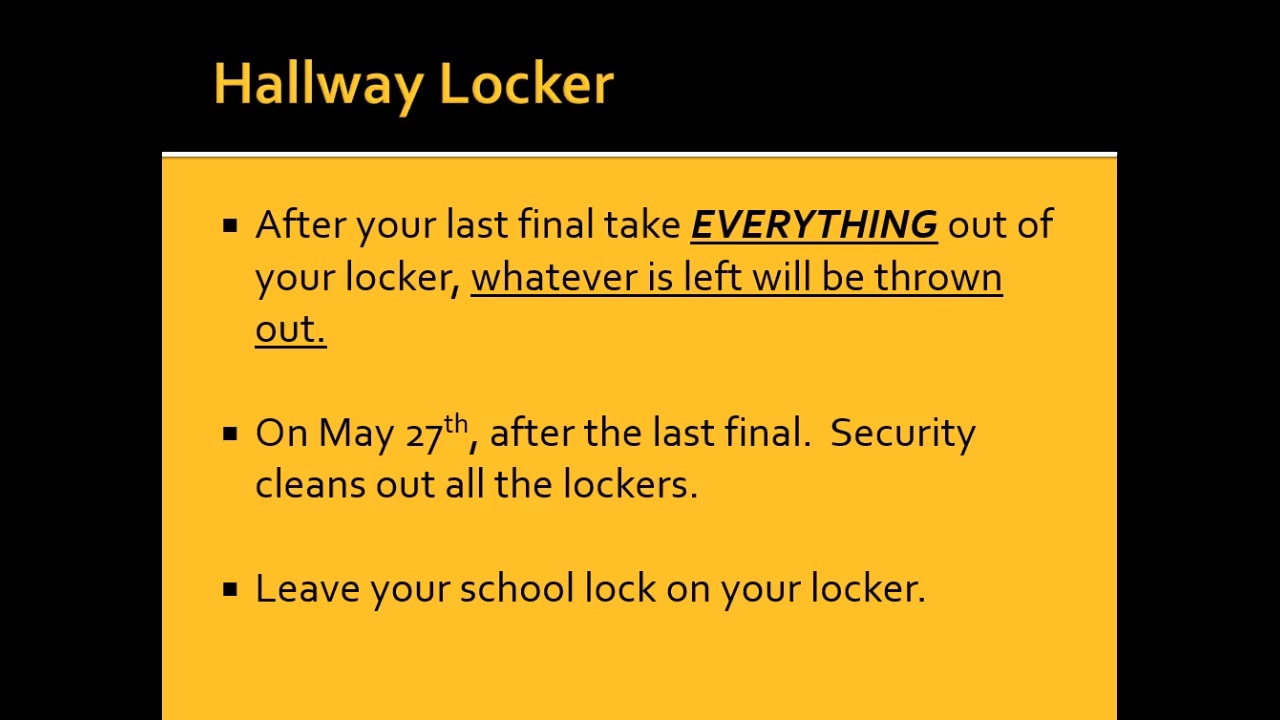 Hallway Locker
▪ After your last final take EVERYTHING out of
your locker, whatever is left will be thrown
out.
▪ On May 27th, after the last final.  Security
cleans out all the lockers.
▪ Leave your school lock on your locker.